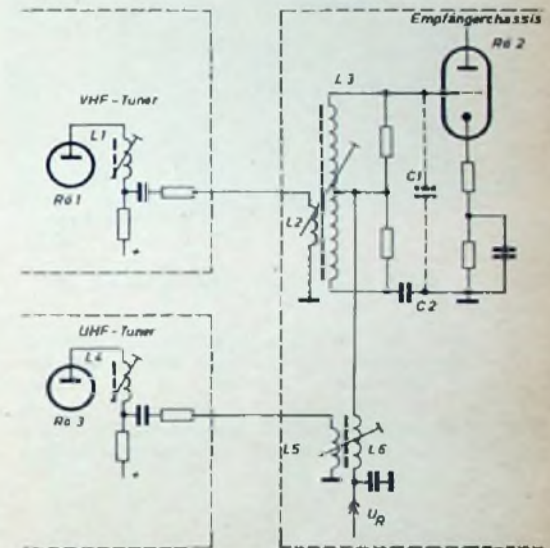 Empfängerchassis
Rö 2
VHF-Tuner
L1
Rö 1
L2
L3
C1
C2
UHF-Tuner
L4
Rö 3
L5
L6
U_R
+
+